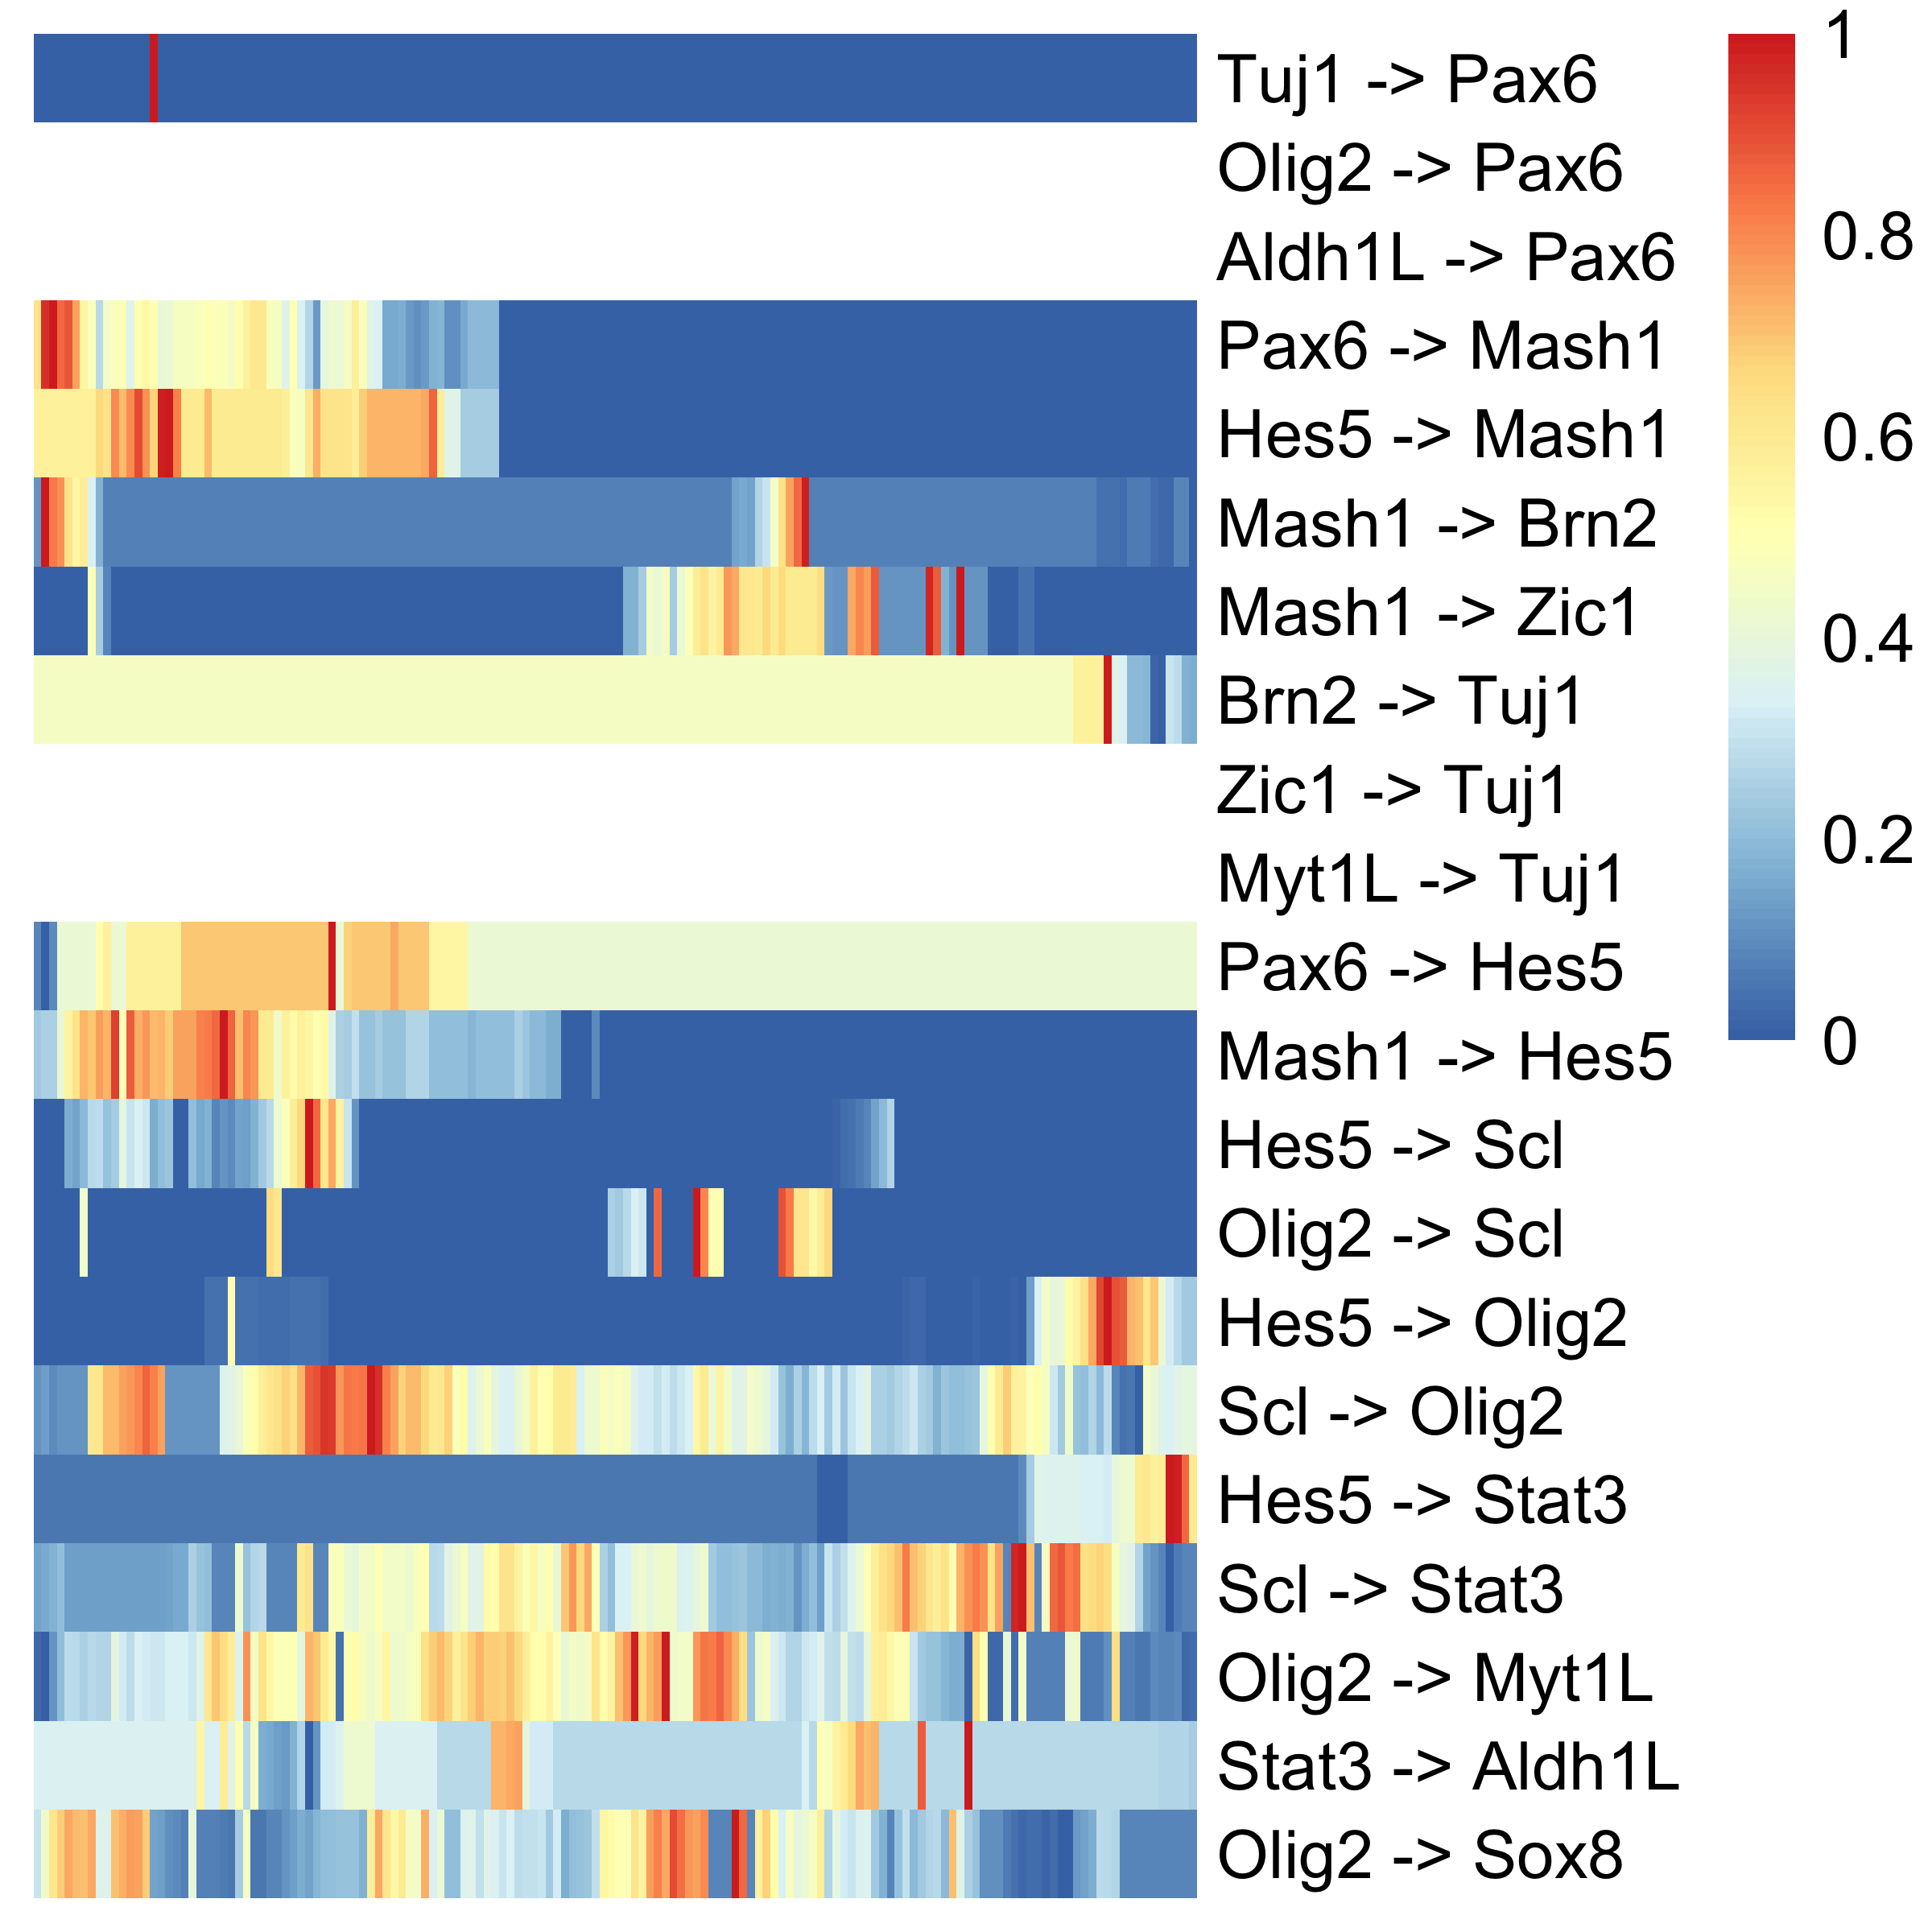 Tuj1 -> Pax6
Olig2 -> Pax6
Aldh1L -> Pax6
Pax6 -> Mash1
Hes5 -> Mash1
Mash1 -> Brn2
Mash1 -> Zic1
Brn2 -> Tuj1
Zic1 -> Tuj1
Myt1L -> Tuj1
Pax6 -> Hes5
Mash1 -> Hes5
Hes5 -> Scl
Olig2 -> Scl
Hes5 -> Olig2
Scl -> Olig2
Hes5 -> Stat3
Scl -> Stat3
Olig2 -> Myt1L
Stat3 -> Aldh1L
Olig2 -> Sox8
1
0.8
0.6
0.4
0.2
0